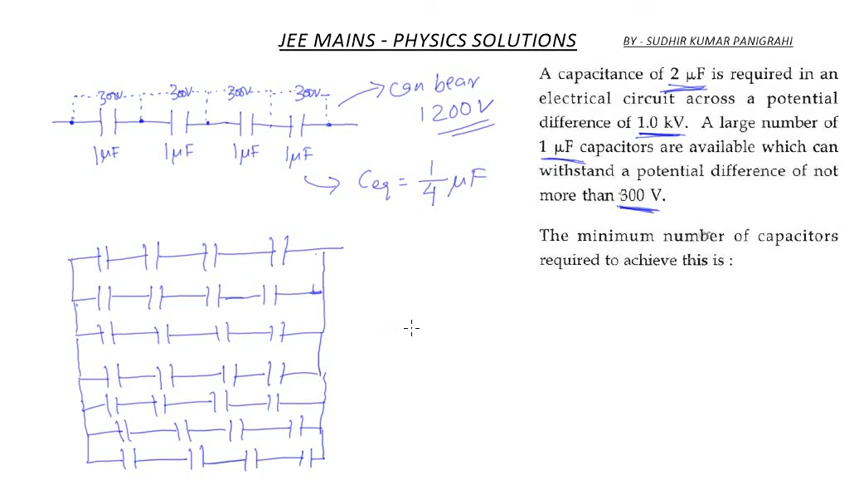 JEE MAINS - PHYSICS SOLUTIONS
BY - SUDHIR KUMAR PANIGRAHI
300V 300V 300V 300V
can bear
1200V
1μF 1μF 1μF 1μF
Ceq = 1/4 μF
A capacitance of 2 μF is required in an
electrical circuit across a potential
difference of 1.0 kV. A large number of
1 μF capacitors are available which can
withstand a potential difference of not
more than 300 V.
The minimum number of capacitors
required to achieve this is :